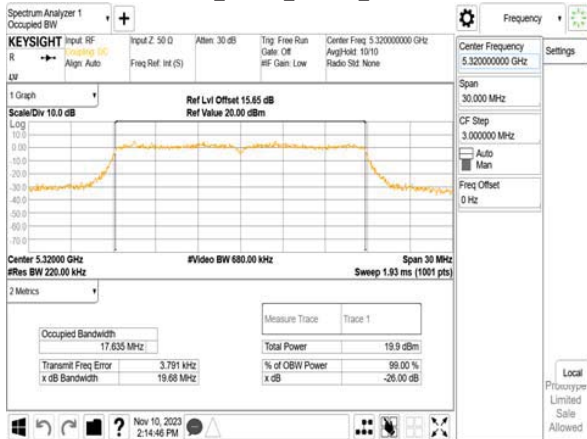 Spectrum Analyzer 1
Occupied BW
+
Frequency
KEYSIGHT
R
LV
Input: RF
Coupling: DC
Align: Auto
Input Z: 50 Ω
Freq Ref: Int (S)
Atten: 30 dB
Trig: Free Run
Gate: Off
#IF Gain: Low
Center Freq: 5.320000000 GHz
Avg|Hold: 10/10
Radio Std: None
Center Frequency
5.320000000 GHz
Settings
Span
30.000 MHz
CF Step
3.000000 MHz
Auto
Man
Freq Offset
0 Hz
1 Graph
Scale/Div 10.0 dB
Ref Lvl Offset 15.65 dB
Ref Value 20.00 dBm
Log
10.0
0.00
-10.0
-20.0
-30.0
-40.0
-50.0
-60.0
-70.0
Center 5.32000 GHz
#Res BW 220.00 kHz
#Video BW 680.00 kHz
Span 30 MHz
Sweep 1.93 ms (1001 pts)
2 Metrics
Measure Trace
Trace 1
Occupied Bandwidth
17.635 MHz
Total Power
19.9 dBm
Transmit Freq Error
3.791 kHz
% of OBW Power
99.00 %
x dB Bandwidth
19.68 MHz
x dB
-26.00 dB
Local
Prototype
Limited
Sale
Allowed
?
Nov 10, 2023
2:14:46 PM